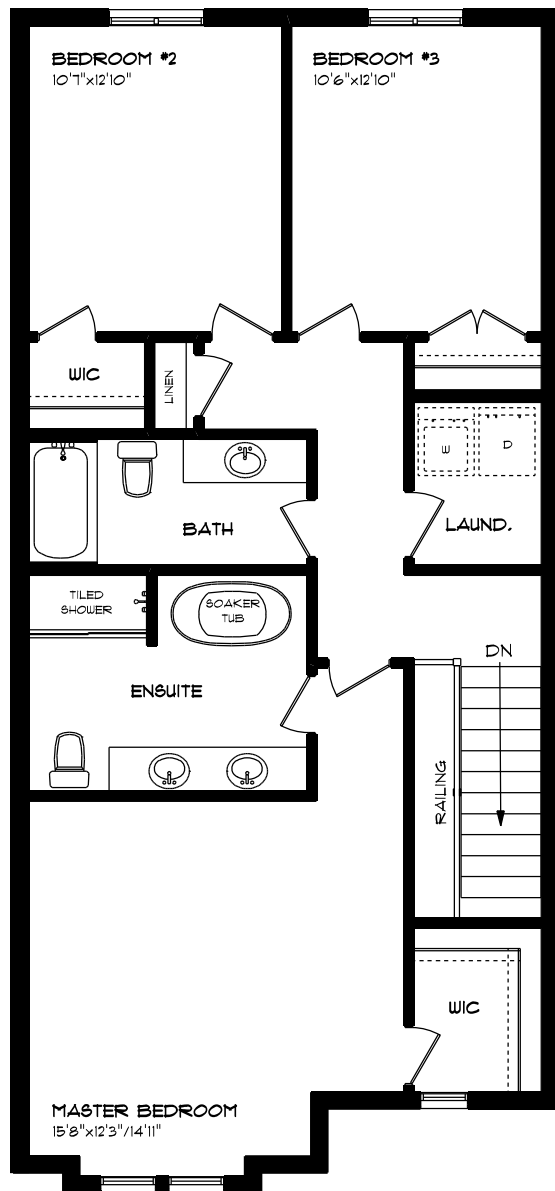 BEDROOM #2
10'7"x12'10"
BEDROOM #3
10'6"x12'10"
WIC
LINEN
W
D
LAUND.
BATH
TILED
SHOWER
SOAKER
TUB
ENSUITE
DN
RAILING
WIC
MASTER BEDROOM
15'8"x12'3"/14'11"